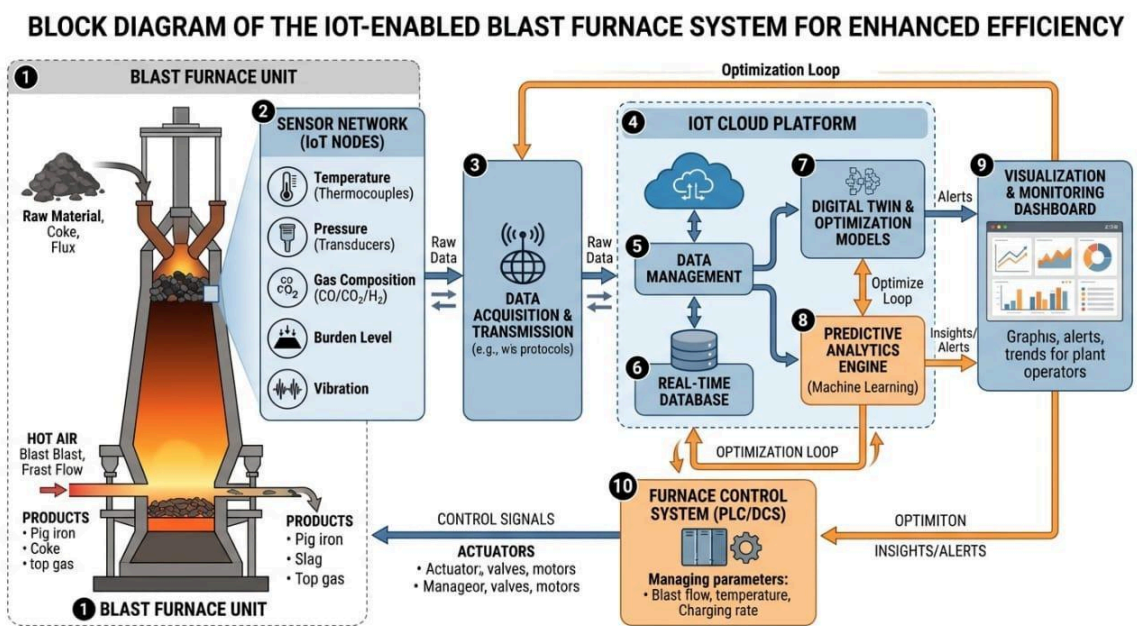 BLOCK DIAGRAM OF THE IOT-ENABLED BLAST FURNACE SYSTEM FOR ENHANCED EFFICIENCY
1
BLAST FURNACE UNIT
Raw Material,
Coke,
Flux
HOT AIR
Blast Blast,
Frast Flow
PRODUCTS
• Pig iron
• Coke
• top gas
PRODUCTS
• Pig iron
• Slag
• Top gas
1 BLAST FURNACE UNIT
2
SENSOR NETWORK
(IoT NODES)
Temperature
(Thermocouples)
Pressure
(Transducers)
CO
CO₂
Gas Composition
(CO/CO₂/H₂)
Burden Level
Vibration
Raw
Data
3
DATA
ACQUISITION &
TRANSMISSION
(e.g., wis protocols)
Raw
Data
Optimization Loop
4
IOT CLOUD PLATFORM
5
DATA
MANAGEMENT
6
REAL-TIME
DATABASE
7
DIGITAL TWIN &
OPTIMIZATION
MODELS
Optimize
Loop
8
PREDICTIVE
ANALYTICS
ENGINE
(Machine Learning)
Alerts
Insights/
Alerts
9
VISUALIZATION
& MONITORING
DASHBOARD
Graphis, alerts,
trends for plant
operators
OPTIMIZATION LOOP
10
FURNACE CONTROL
SYSTEM (PLC/DCS)
Managing parameters:
• Blast flow, temperature,
Charging rate
OPTIMITON
INSIGHTS/ALERTS
CONTROL SIGNALS
ACTUATORS
• Actuator;, valves, motors
• Manageor, valves, motors